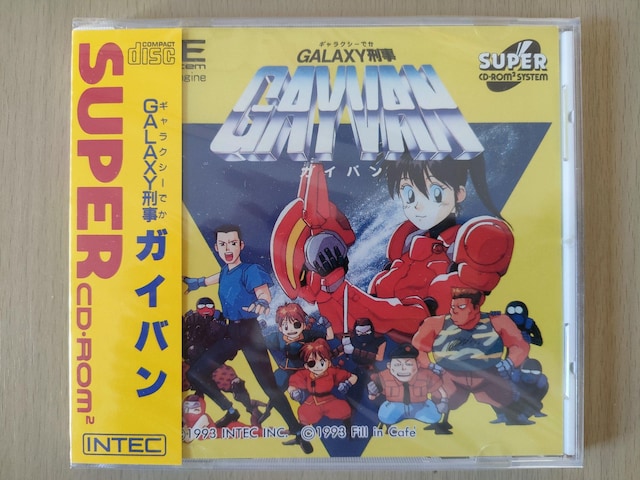 COMPACT
disc
ギャラクシーでか
GALAXY刑事
ガイバン
SUPER
CD-ROM2
INTEC
E
stem
ngine
ギャラクシーでか
GALAXY刑事
GAIVAN
ガイバン
SUPER
CD-ROM2 SYSTEM
1993 INTEC INC. ©1993 Fill in Café